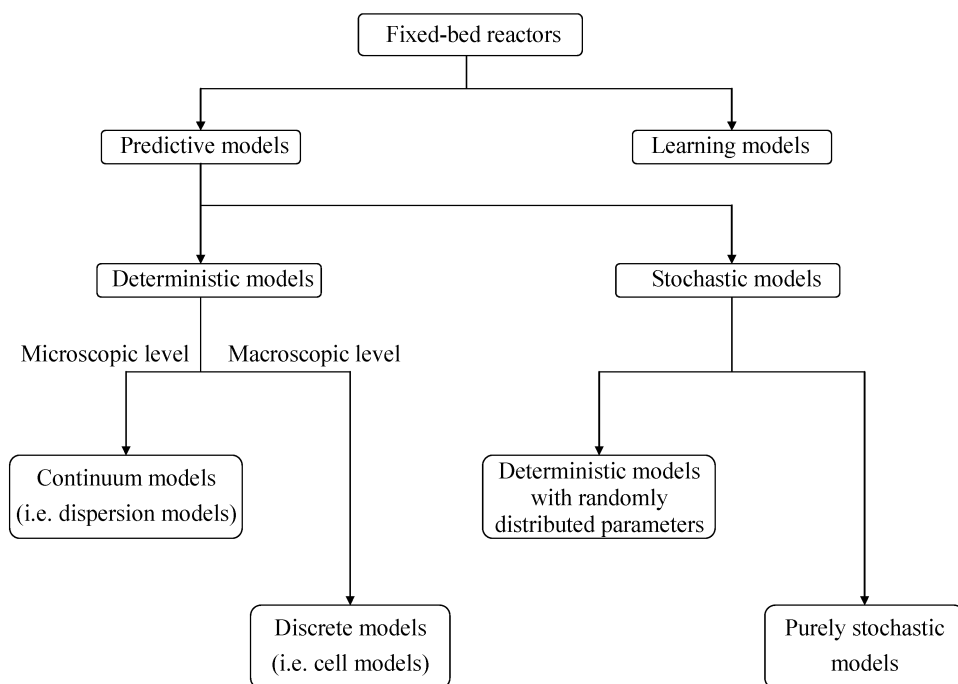 Fixed-bed reactors
Predictive models
Learning models
Deterministic models
Stochastic models
Microscopic level
Macroscopic level
Continuum models
(i.e. dispersion models)
Deterministic models
with randomly
distributed parameters
Discrete models
(i.e. cell models)
Purely stochastic
models